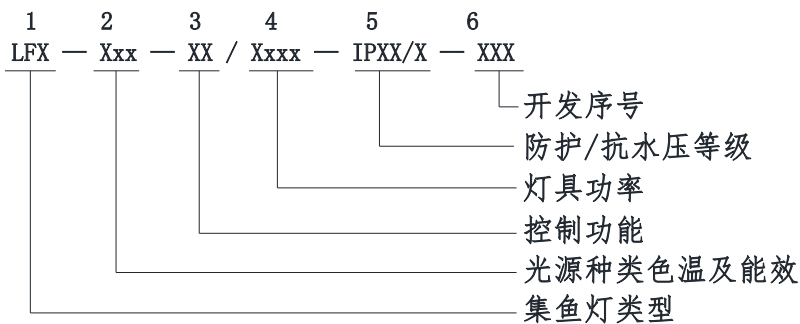 1 2 3 4 5 6
LFX — Xxx — XX / Xxxx — IPXX/X — XXX
开发序号
防护/抗水压等级
灯具功率
控制功能
光源种类色温及能效
集鱼灯类型